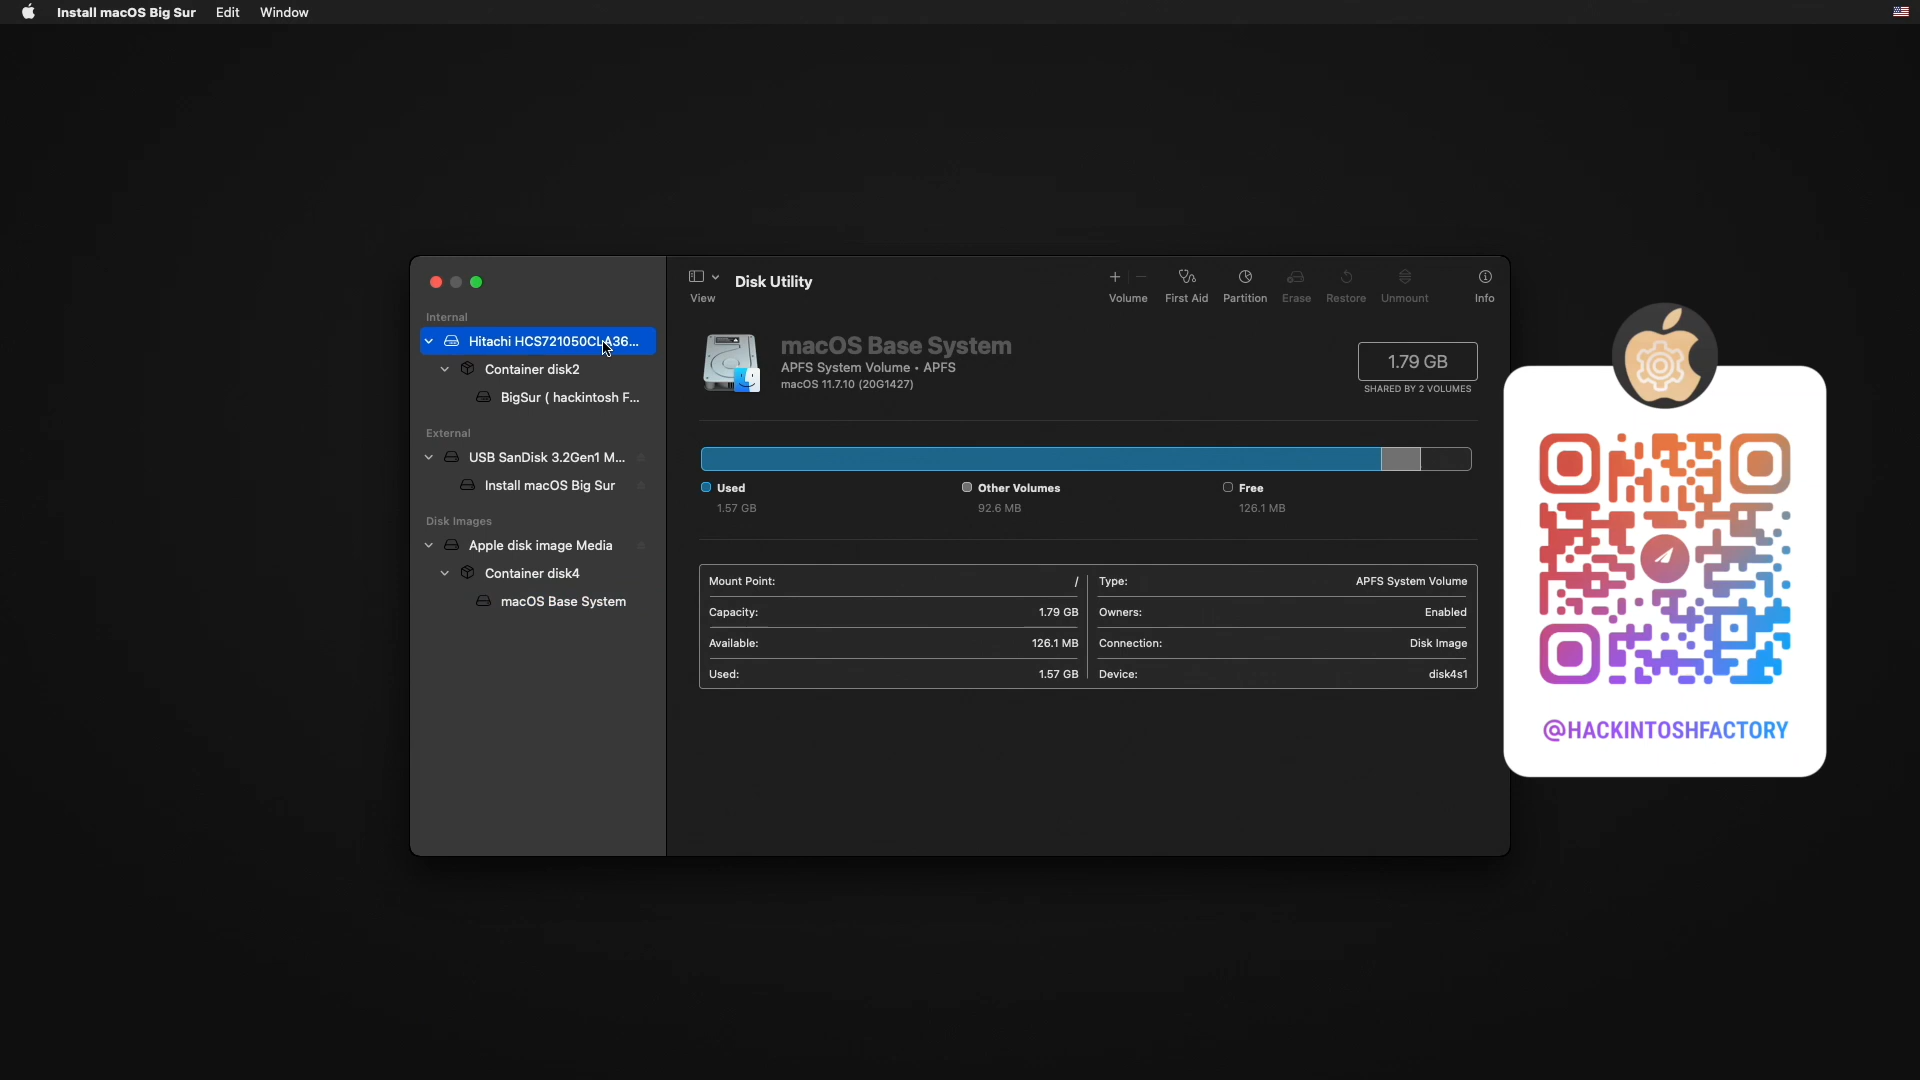 Install macOS Big Sur Edit Window
Disk Utility
View
Volume First Aid Partition Erase Restore Unmount Info
Internal
Hitachi HCS721050CLA36...
Container disk2
BigSur ( hackintosh F...
External
USB SanDisk 3.2Gen1 M...
Install macOS Big Sur
Disk Images
Apple disk image Media
Container disk4
macOS Base System
macOS Base System
APFS System Volume • APFS
macOS 11.7.10 (20G1427)
1.79 GB
SHARED BY 2 VOLUMES
Used
1.57 GB
Other Volumes
92.6 MB
Free
126.1 MB
Mount Point: /
Capacity: 1.79 GB
Available: 126.1 MB
Used: 1.57 GB
Type: APFS System Volume
Owners: Enabled
Connection: Disk Image
Device: disk4s1
@HACKINTOSHFACTORY